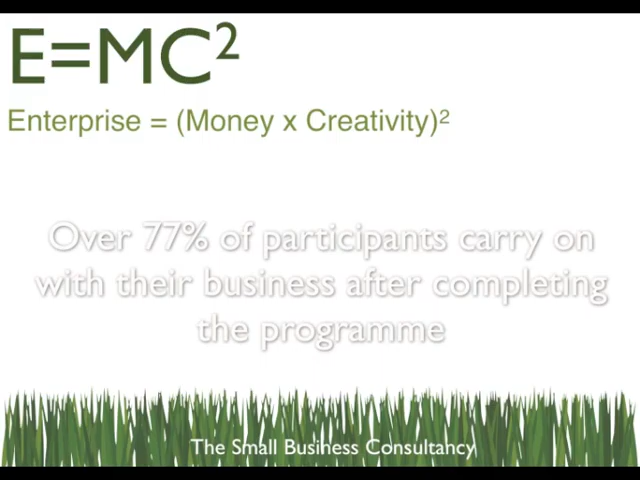 E=MC²
Enterprise = (Money x Creativity)²
Over 77% of participants carry on
with their business after completing
the programme
The Small Business Consultancy